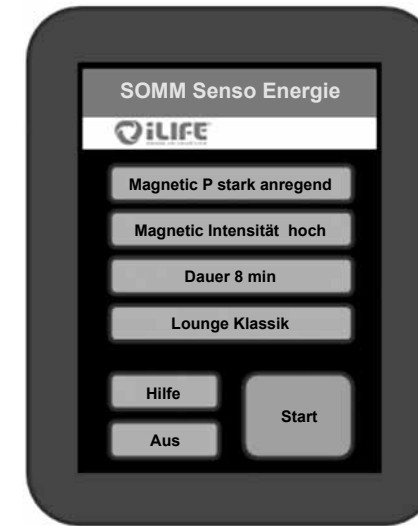 SOMM Senso Energie
iLIFE
Magnetic P stark anregend
Magnetic Intensität hoch
Dauer 8 min
Lounge Klassik
Hilfe
Start
Aus